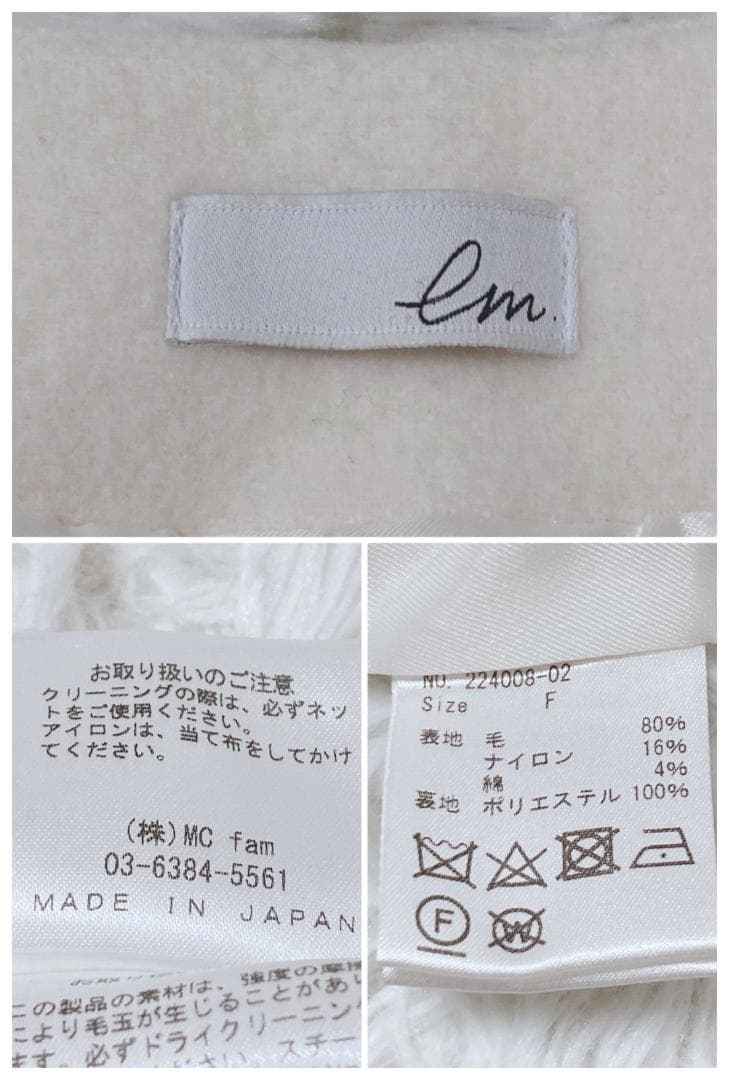 em.
お取り扱いのご注意
クリーニングの際は、必ずネッ
トをご使用ください。
アイロンは、当て布をしてかけ
てください。
(株)MC fam
03-6384-5561
MADE IN JAPAN
この製品の素材は、強度の摩
により毛玉が生じることがあ
ます。必ずドライクリーニン
スチー
NO. 224008-02
Size F
表地 毛 80%
ナイロン 16%
綿 4%
裏地 ポリエステル 100%
F
W